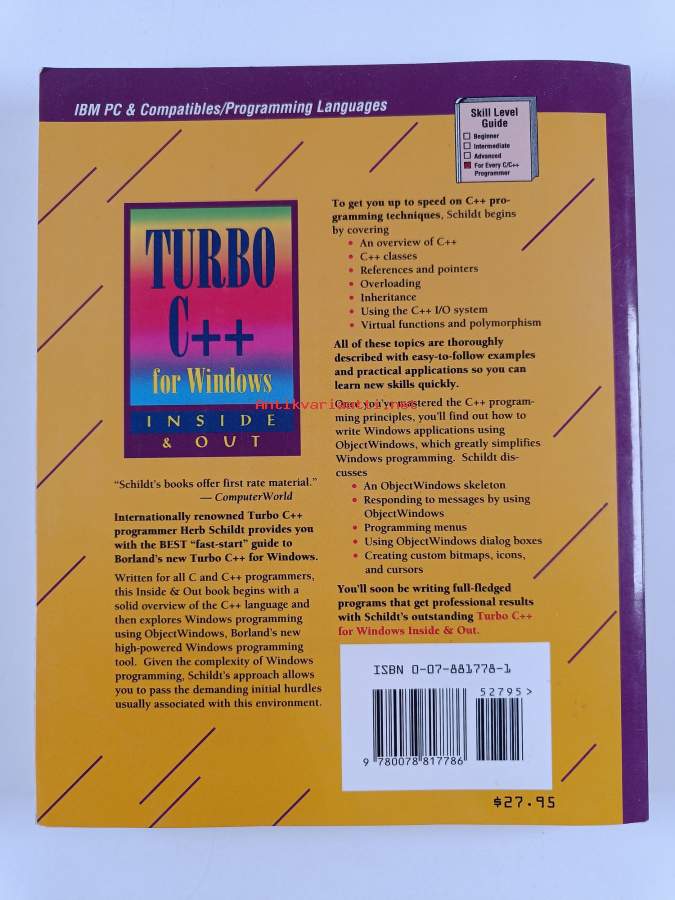 IBM PC & Compatibles/Programming Languages
Skill Level
Guide
Beginner
Intermediate
Advanced
For Every C/C++
Programmer
TURBO
C++
for Windows
INSIDE
& OUT
"Schildt's books offer first rate material."
— ComputerWorld
Internationally renowned Turbo C++
programmer Herb Schildt provides you
with the BEST "fast-start" guide to
Borland's new Turbo C++ for Windows.
Written for all C and C++ programmers,
this Inside & Out book begins with a
solid overview of the C++ language and
then explores Windows programming
using ObjectWindows, Borland's new
high-powered Windows programming
tool. Given the complexity of Windows
programming, Schildt's approach allows
you to pass the demanding initial hurdles
usually associated with this environment.
To get you up to speed on C++ pro-
gramming techniques, Schildt begins
by covering
• An overview of C++
• C++ classes
• References and pointers
• Overloading
• Inheritance
• Using the C++ I/O system
• Virtual functions and polymorphism
All of these topics are thoroughly
described with easy-to-follow examples
and practical applications so you can
learn new skills quickly.
Antikvariaatti.net
Once you've mastered the C++ program-
ming principles, you'll find out how to
write Windows applications using
ObjectWindows, which greatly simplifies
Windows programming. Schildt dis-
cusses
• An ObjectWindows skeleton
• Responding to messages by using
ObjectWindows
• Programming menus
• Using ObjectWindows dialog boxes
• Creating custom bitmaps, icons,
and cursors
You'll soon be writing full-fledged
programs that get professional results
with Schildt's outstanding Turbo C++
for Windows Inside & Out.
ISBN 0-07-881778-1
52795>
9 780078 817786
$27.95